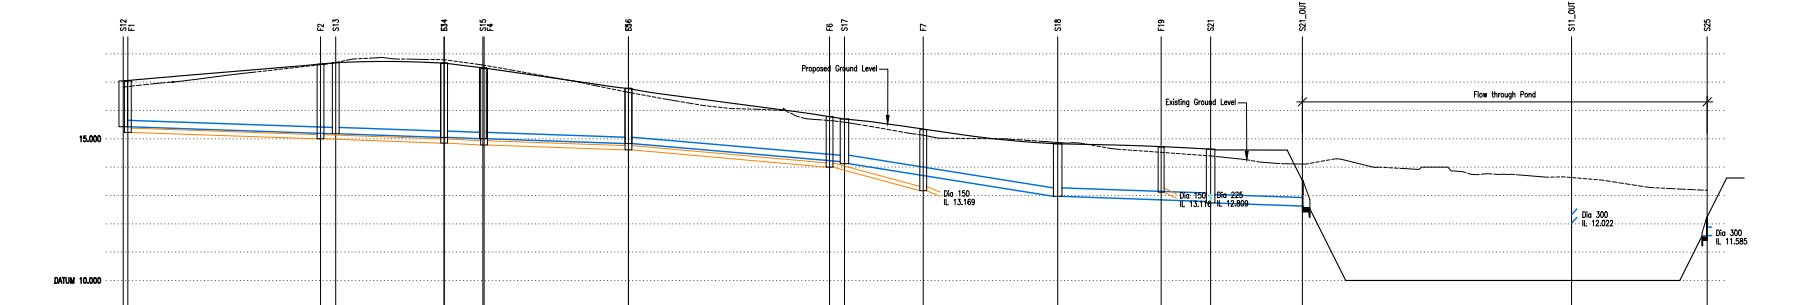 S12
F1
F2
S13
S15
F4
F6
S17
F7
S18
F19
S21
S21_OUT
S11_OUT
S25
Proposed Ground Level
Flow through Pond
Existing Ground Level
15.000
Dia 150
IL 13.169
Dia 150
IL 13.116
Dia 225
IL 12.809
Dia 300
IL 12.022
Dia 300
IL 11.585
DATUM 10.000